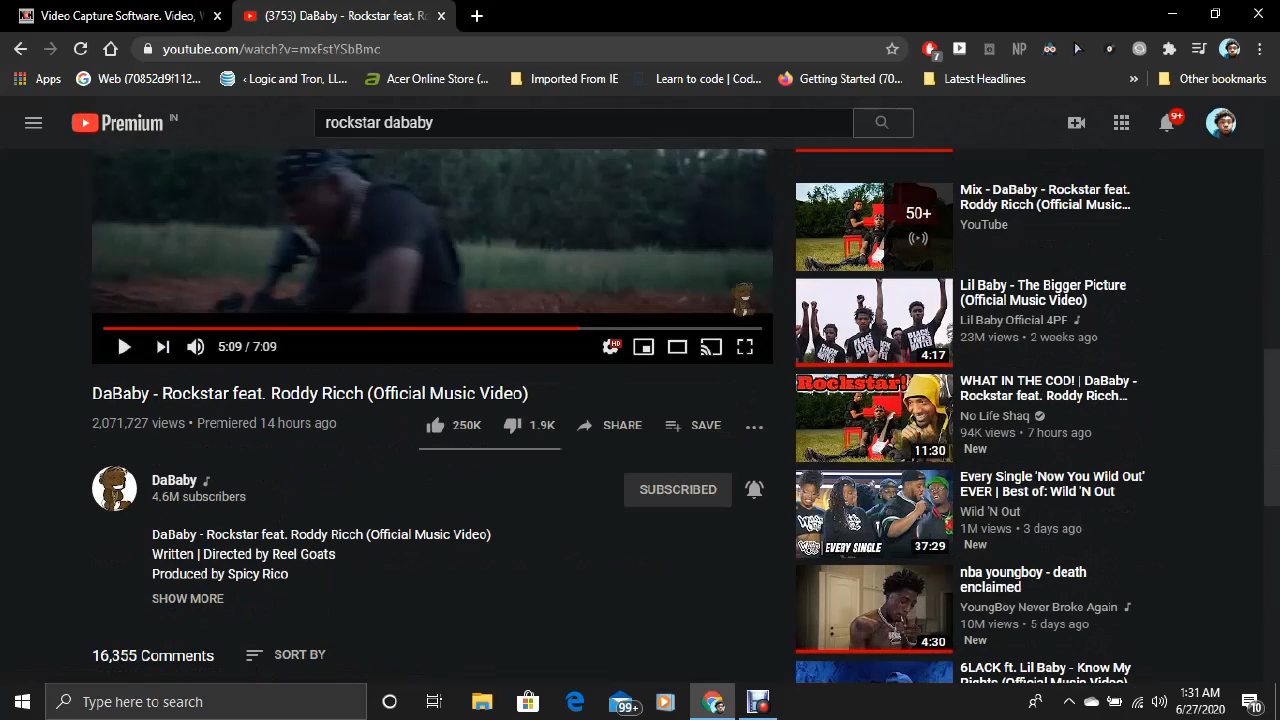 Video Capture Software. Video, W
(3753) DaBaby - Rockstar feat. Ro
youtube.com/watch?v=mxFstYSbBmc
7
NP
Apps
Web (70852d9f112...
‹ Logic and Tron, LL...
Acer Online Store (...
Imported From IE
Learn to code | Cod...
Getting Started (70...
Latest Headlines
»
Other bookmarks
Premium IN
rockstar dababy
9+
5:09 / 7:09
HD
DaBaby - Rockstar feat. Roddy Ricch (Official Music Video)
2,071,727 views • Premiered 14 hours ago
250K
1.9K
SHARE
SAVE
DaBaby
4.6M subscribers
SUBSCRIBED
DaBaby - Rockstar feat. Roddy Ricch (Official Music Video)
Written | Directed by Reel Goats
Produced by Spicy Rico
SHOW MORE
16,355 Comments
SORT BY
50+
Mix - DaBaby - Rockstar feat.
Roddy Ricch (Official Music...
YouTube
BLACK LIVES MATTER
4:17
Lil Baby - The Bigger Picture
(Official Music Video)
Lil Baby Official 4PF
23M views • 2 weeks ago
Rockstar!
11:30
WHAT IN THE COD! | DaBaby -
Rockstar feat. Roddy Ricch...
No Life Shaq
94K views • 7 hours ago
New
EVERY SINGLE
37:29
Every Single 'Now You Wild Out'
EVER | Best of: Wild 'N Out
Wild 'N Out
1M views • 3 days ago
New
4:30
nba youngboy - death
enclaimed
YoungBoy Never Broke Again
10M views • 5 days ago
New
6LACK ft. Lil Baby - Know My
Rights (Official Music Video)
Type here to search
99+
1:31 AM
6/27/2020
10